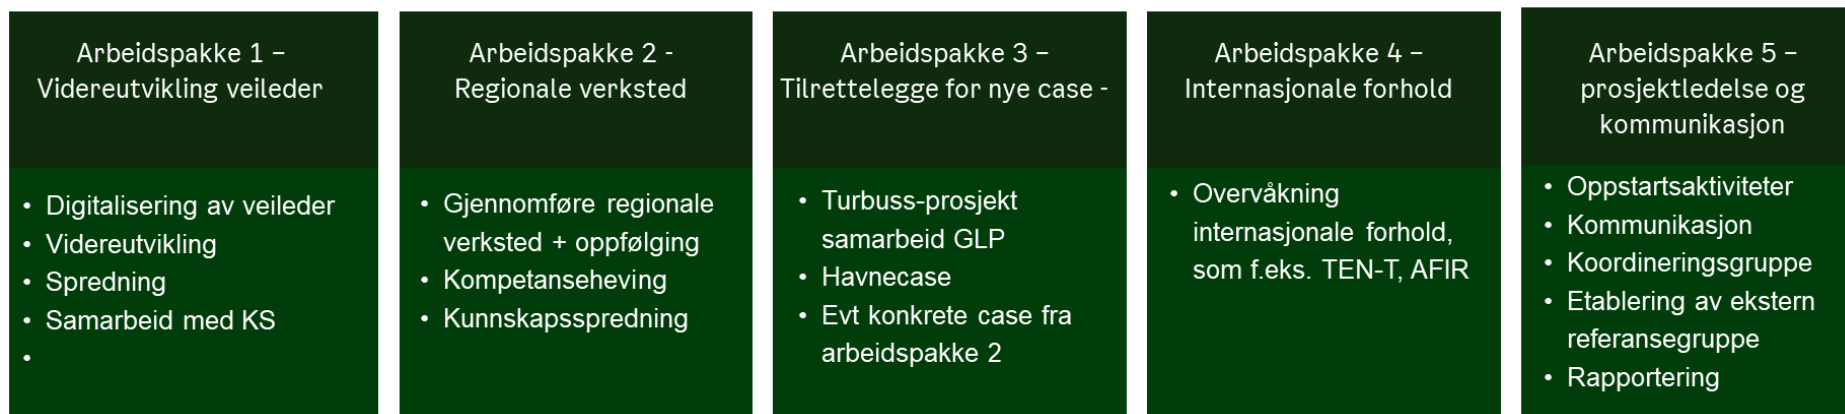 Arbeidspakke 1 –
Videreutvikling veileder
• Digitalisering av veileder
• Videreutvikling
• Spredning
• Samarbeid med KS
•
Arbeidspakke 2 -
Regionale verksted
• Gjennomføre regionale
verksted + oppfølging
• Kompetanseheving
• Kunnskapsspredning
Arbeidspakke 3 –
Tilrettelegge for nye case -
• Turbuss-prosjekt
samarbeid GLP
• Havnecase
• Evt konkrete case fra
arbeidspakke 2
Arbeidspakke 4 –
Internasjonale forhold
• Overvåkning
internasjonale forhold,
som f.eks. TEN-T, AFIR
Arbeidspakke 5 –
prosjektledelse og
kommunikasjon
• Oppstartsaktiviteter
• Kommunikasjon
• Koordineringsgruppe
• Etablering av ekstern
referansegruppe
• Rapportering